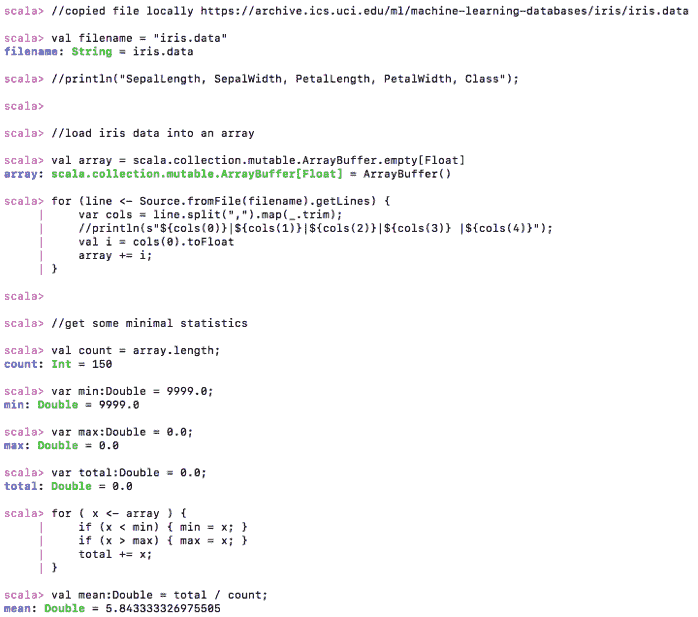 scala> //copied file locally https://archive.ics.uci.edu/ml/machine-learning-databases/iris/iris.data
scala> val filename = "iris.data"
filename: String = iris.data
scala> //println("SepalLength, SepalWidth, PetalLength, PetalWidth, Class");
scala>
scala> //load iris data into an array
scala> val array = scala.collection.mutable.ArrayBuffer.empty[Float]
array: scala.collection.mutable.ArrayBuffer[Float] = ArrayBuffer()
scala> for (line <- Source.fromFile(filename).getLines) {
| var cols = line.split(",").map(_.trim);
| //println(s"${cols(0)}|${cols(1)}|${cols(2)}|${cols(3)} |${cols(4)}");
| val i = cols(0).toFloat
| array += i;
| }
scala>
scala> //get some minimal statistics
scala> val count = array.length;
count: Int = 150
scala> var min:Double = 9999.0;
min: Double = 9999.0
scala> var max:Double = 0.0;
max: Double = 0.0
scala> var total:Double = 0.0;
total: Double = 0.0
scala> for ( x <- array ) {
| if (x < min) { min = x; }
| if (x > max) { max = x; }
| total += x;
| }
scala> val mean:Double = total / count;
mean: Double = 5.843333326975505